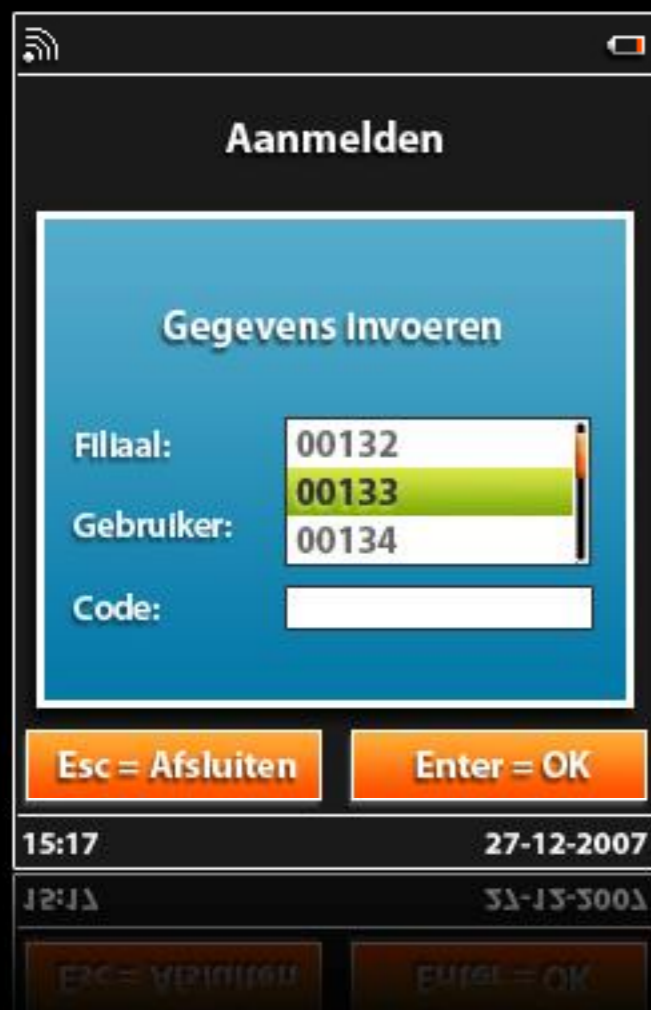 Aanmelden
Gegevens Invoeren
Filiaal:
00132
00133
Gebruiker:
00134
Code:
Esc = Afsluiten
Enter = OK
15:17
27-12-2007